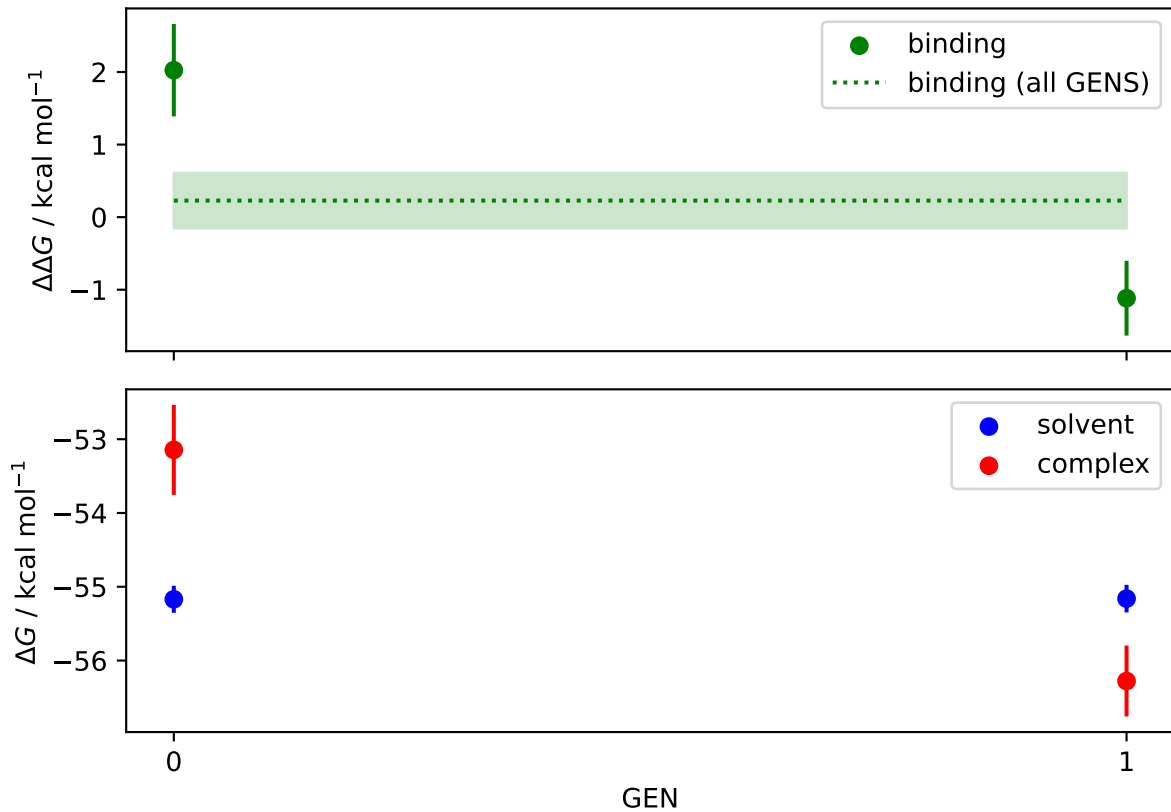 binding
binding (all GENS)
2
1
0
−1
ΔΔG / kcal mol⁻¹
solvent
complex
−53
−54
−55
−56
ΔG / kcal mol⁻¹
0
1
GEN